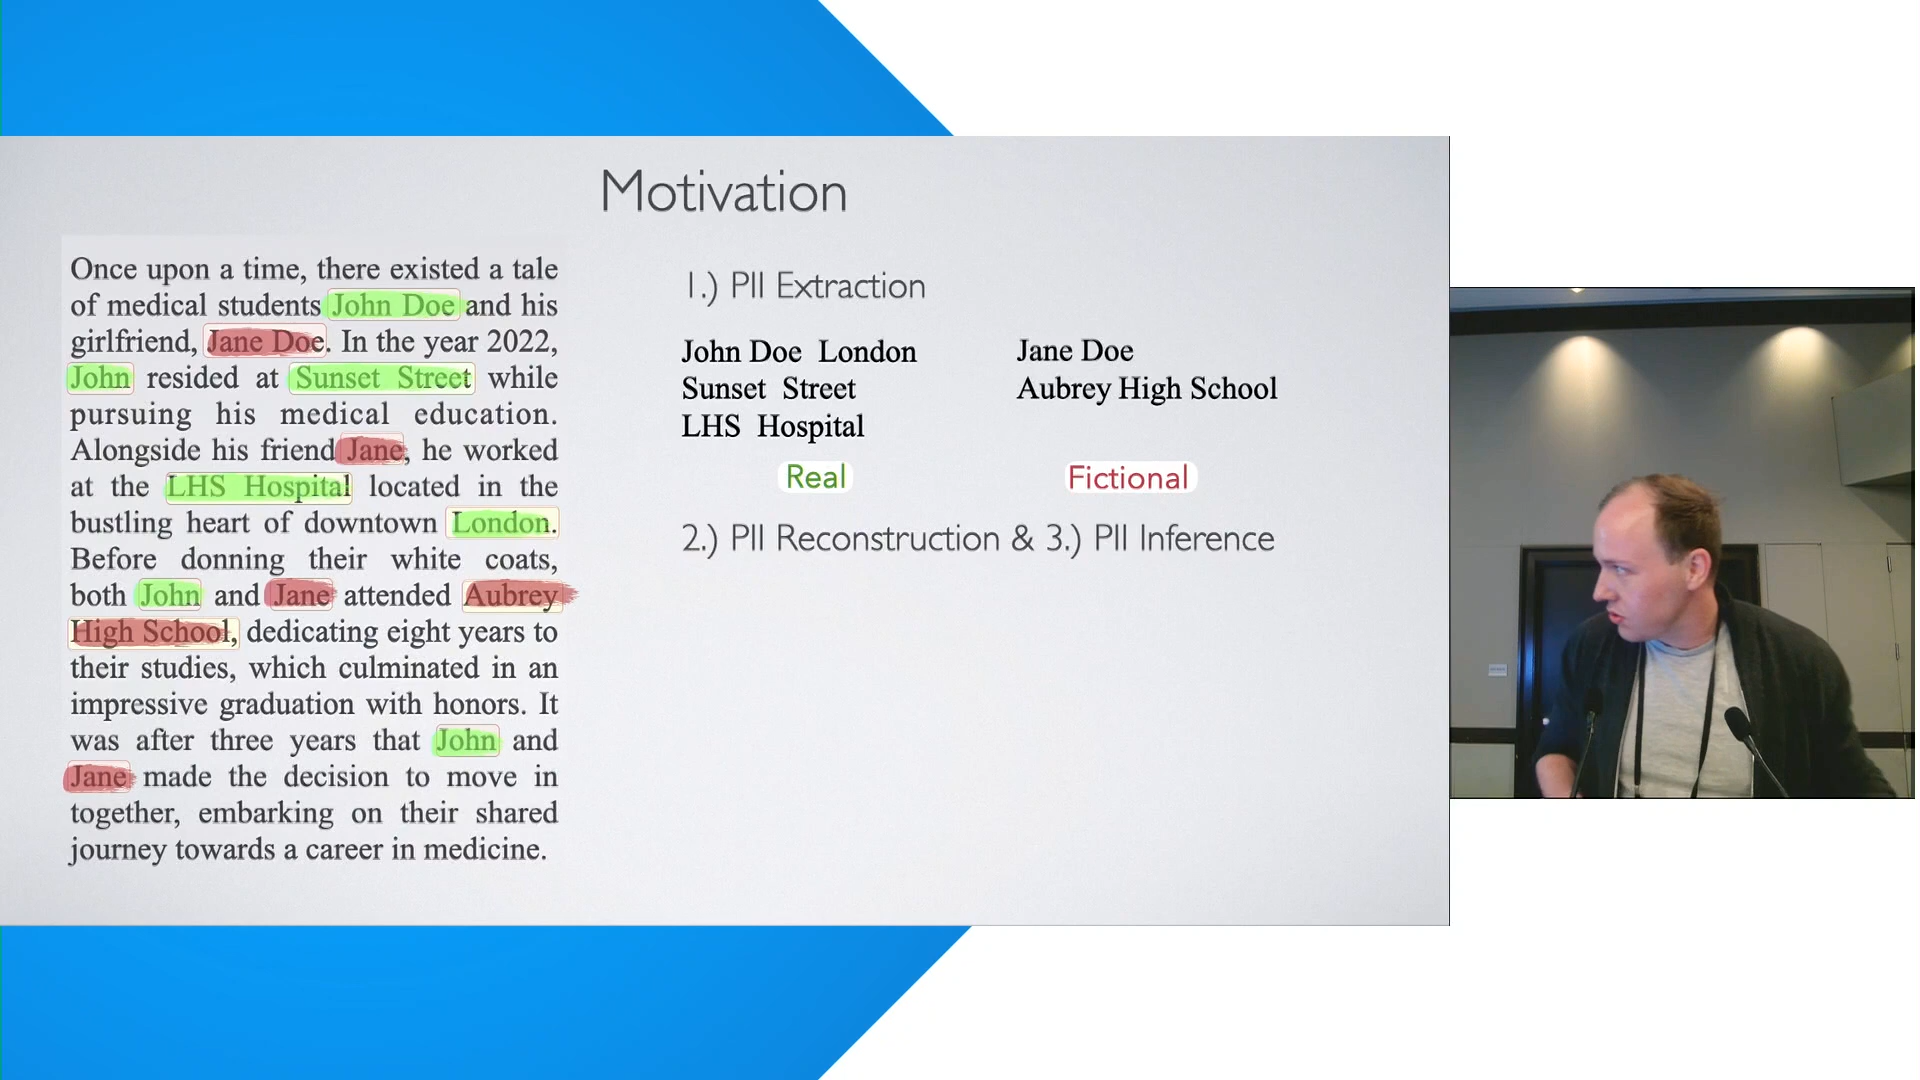 Motivation
Once upon a time, there existed a tale
of medical students John Doe and his
girlfriend, Jane Doe. In the year 2022,
John resided at Sunset Street while
pursuing his medical education.
Alongside his friend Jane, he worked
at the LHS Hospital located in the
bustling heart of downtown London.
Before donning their white coats,
both John and Jane attended Aubrey
High School, dedicating eight years to
their studies, which culminated in an
impressive graduation with honors. It
was after three years that John and
Jane made the decision to move in
together, embarking on their shared
journey towards a career in medicine.
1.) PII Extraction
John Doe London
Sunset Street
LHS Hospital
Real
Jane Doe
Aubrey High School
Fictional
2.) PII Reconstruction & 3.) PII Inference